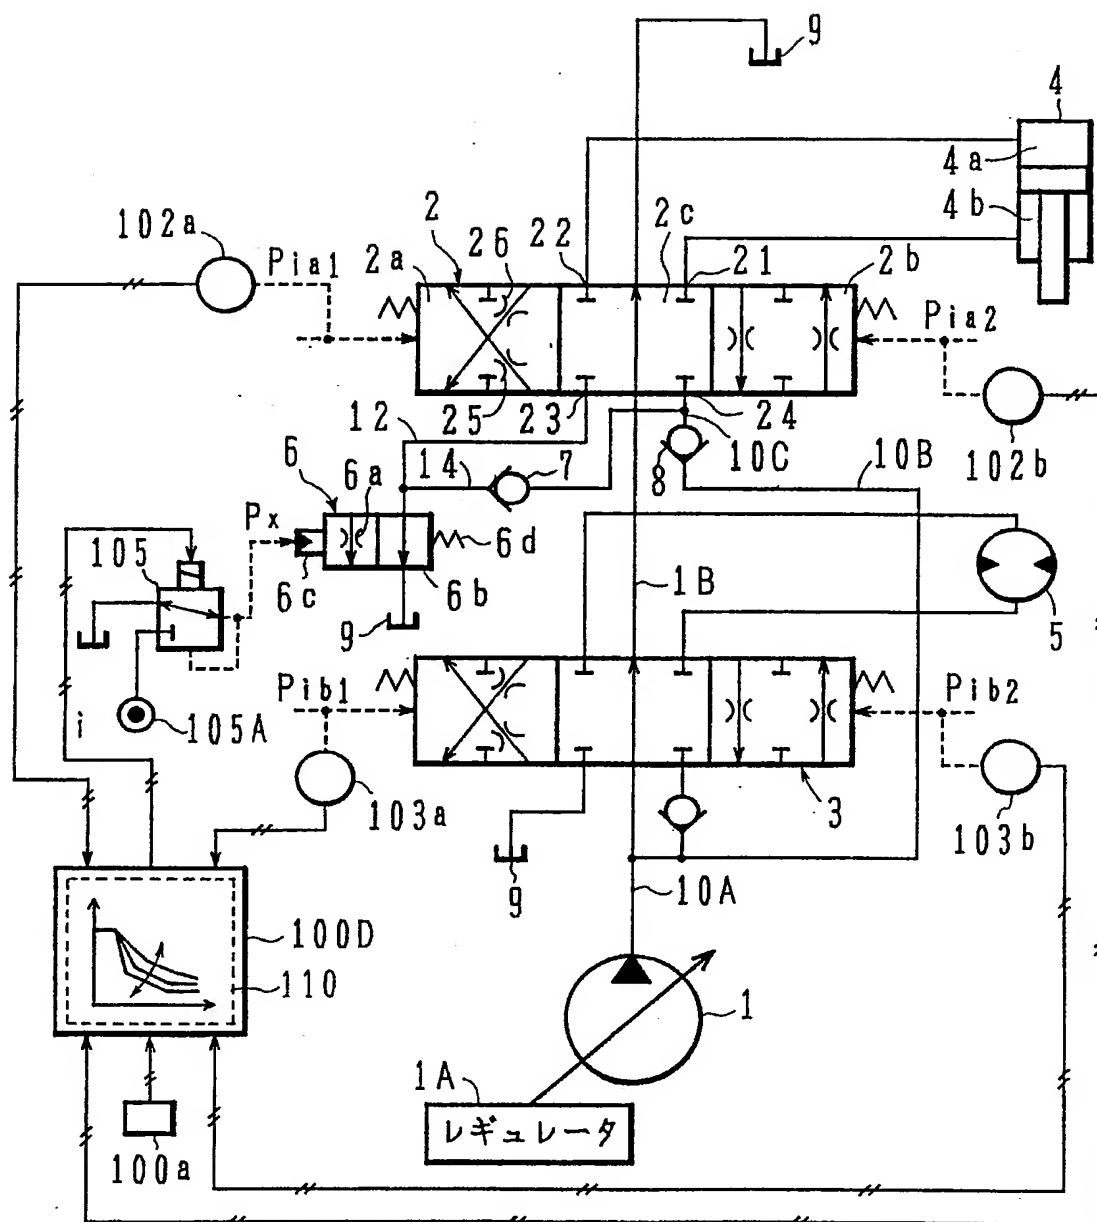 9
4
4a
4b
102a
Pia1
2
2a
26
22
2c
21
2b
Pia2
25
23
24
12
102b
6
6a
14
7
10C
8
10B
Px
105
6c
6d
6b
1B
5
9
i
105A
Pib1
Pib2
103a
3
103b
9
10A
100D
110
1
1A
レギュレータ
100a